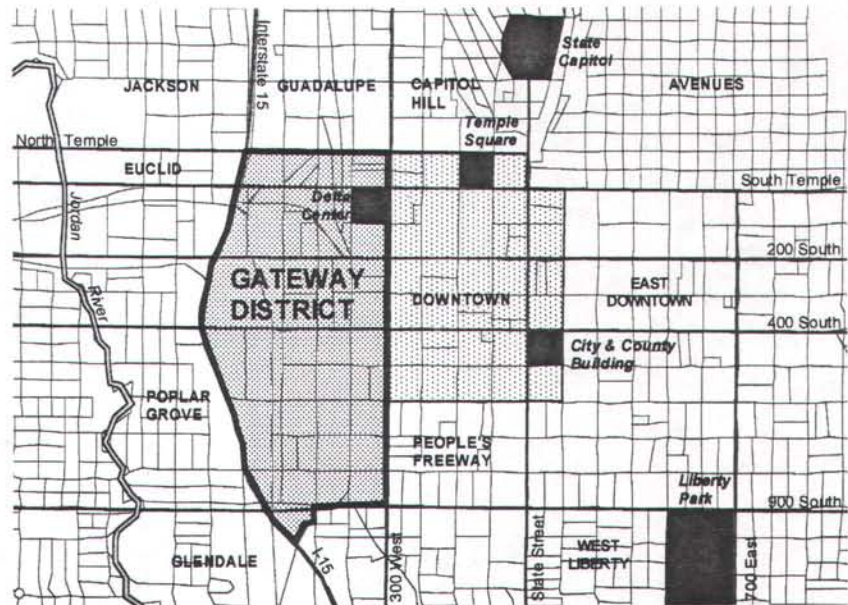 State
Capitol
JACKSON
Interstate 15
GUADALUPE
CAPITOL
HILL
AVENUES
Temple
Square
North Temple
EUCLID
South Temple
Delta
Center
Jordan
River
200 South
GATEWAY
DISTRICT
DOWNTOWN
EAST
DOWNTOWN
400 South
City & County
Building
POPLAR
GROVE
PEOPLE'S
FREEWAY
Liberty
Park
900 South
GLENDALE
I-15
300 West
State Street
WEST
LIBERTY
700 East